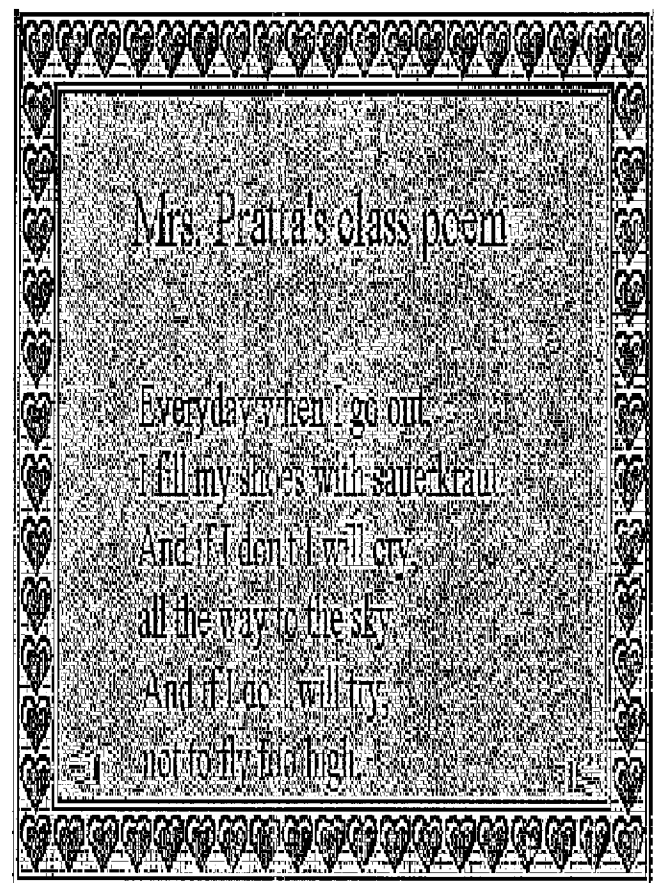 Mrs. Pratta's class poem
Everyday when I go out,
I fill my shoes with sauerkraut.
And if I don't I will cry,
all the way to the sky.
And if I do I will try,
not to fly too high.